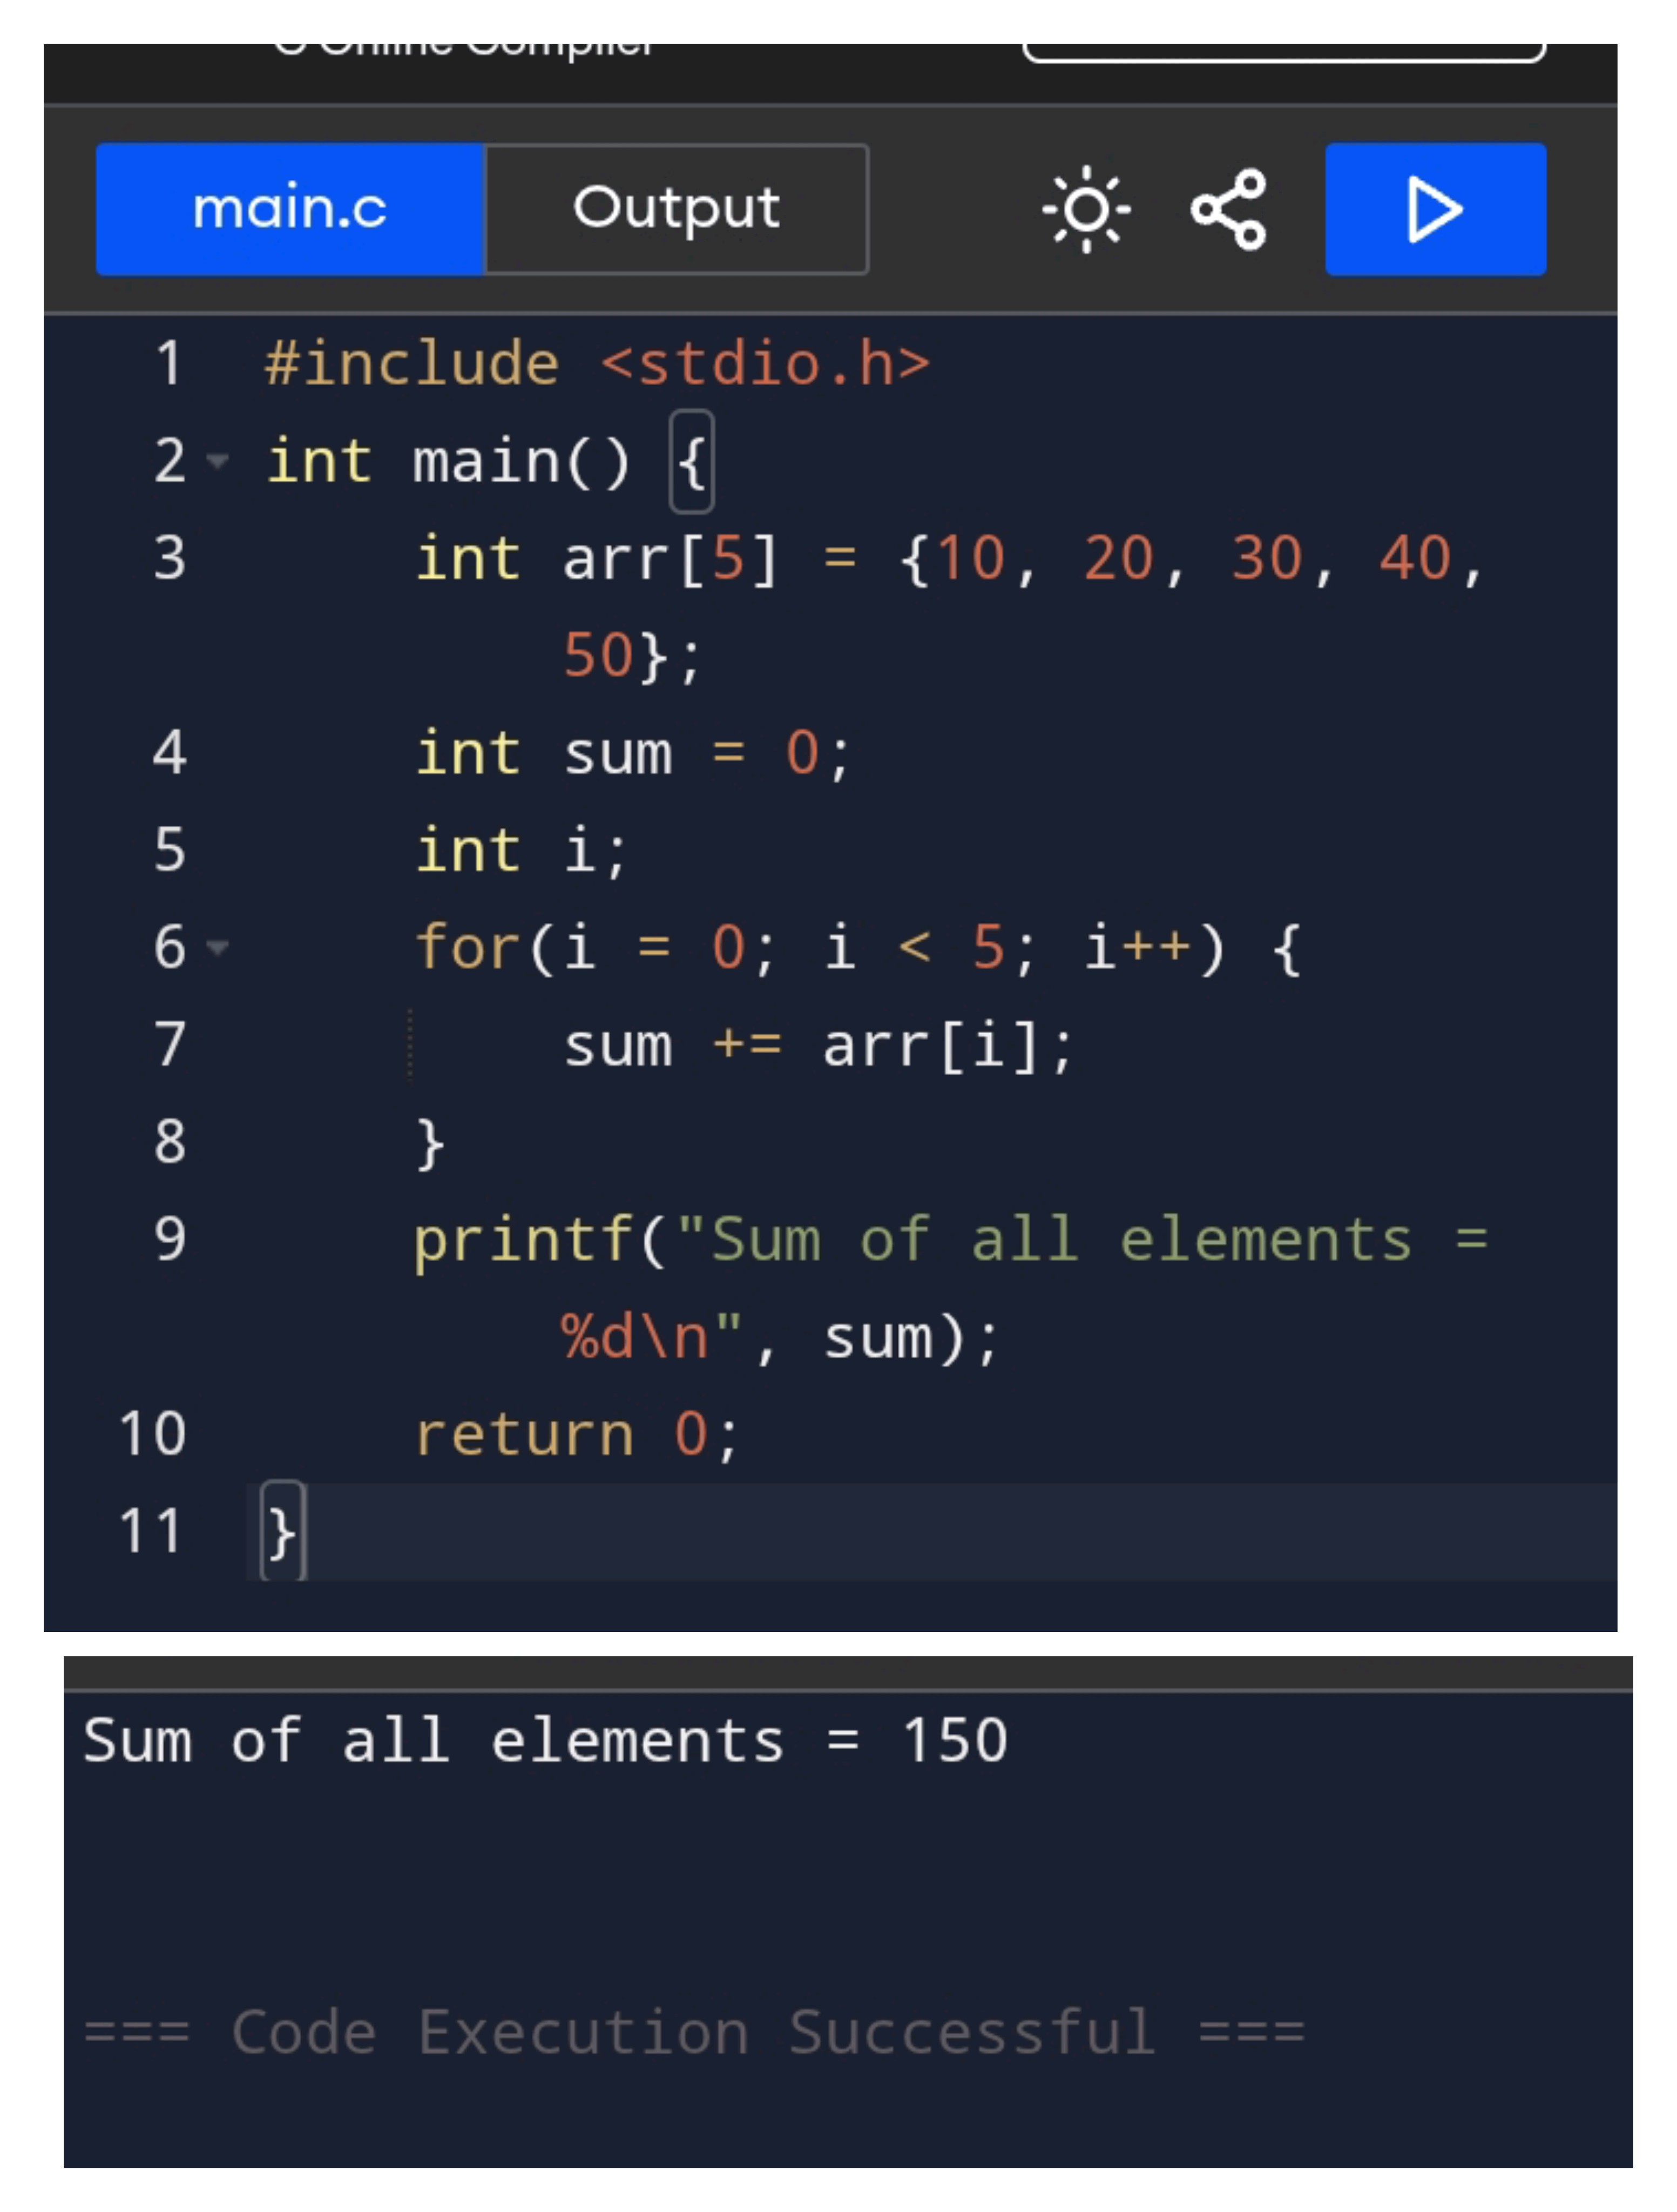 C Online Compiler
main.c
Output
1 #include <stdio.h>
2 int main() {
3     int arr[5] = {10, 20, 30, 40,
            50};
4     int sum = 0;
5     int i;
6     for(i = 0; i < 5; i++) {
7         sum += arr[i];
8     }
9     printf("Sum of all elements =
            %d\n", sum);
10     return 0;
11 }
Sum of all elements = 150
=== Code Execution Successful ===